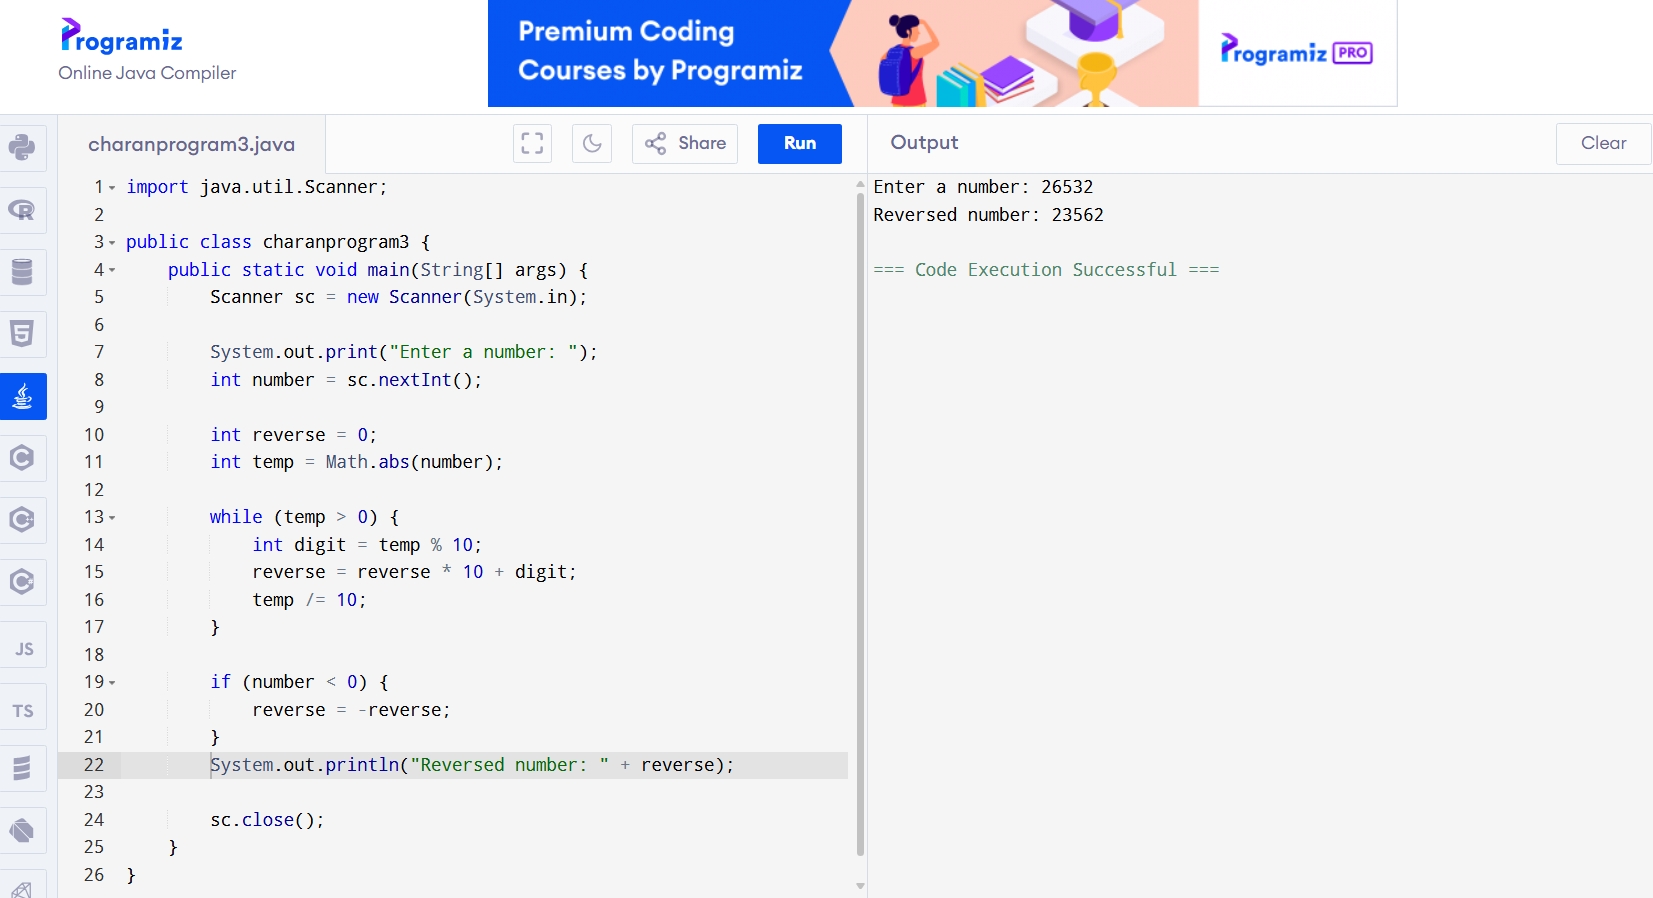 Programiz
Online Java Compiler
Premium Coding
Courses by Programiz
Programiz PRO
charanprogram3.java
Share
Run
Output
Clear
1 import java.util.Scanner;
2
3 public class charanprogram3 {
4     public static void main(String[] args) {
5         Scanner sc = new Scanner(System.in);
6
7         System.out.print("Enter a number: ");
8         int number = sc.nextInt();
9
10         int reverse = 0;
11         int temp = Math.abs(number);
12
13         while (temp > 0) {
14             int digit = temp % 10;
15             reverse = reverse * 10 + digit;
16             temp /= 10;
17         }
18
19         if (number < 0) {
20             reverse = -reverse;
21         }
22         System.out.println("Reversed number: " + reverse);
23
24         sc.close();
25     }
26 }
Enter a number: 26532
Reversed number: 23562
=== Code Execution Successful ===
R
5
C
C++
C#
JS
TS